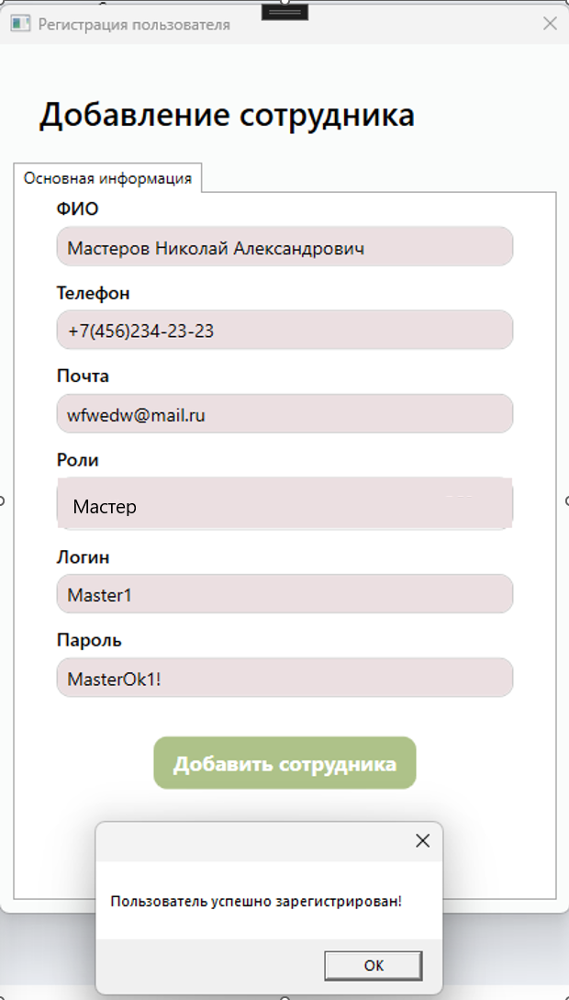 Регистрация пользователя
Добавление сотрудника
Основная информация
ФИО
Мастеров Николай Александрович
Телефон
+7(456)234-23-23
Почта
wfwedw@mail.ru
Роли
Мастер
Логин
Master1
Пароль
MasterOk1!
Добавить сотрудника
Пользователь успешно зарегистрирован!
OK